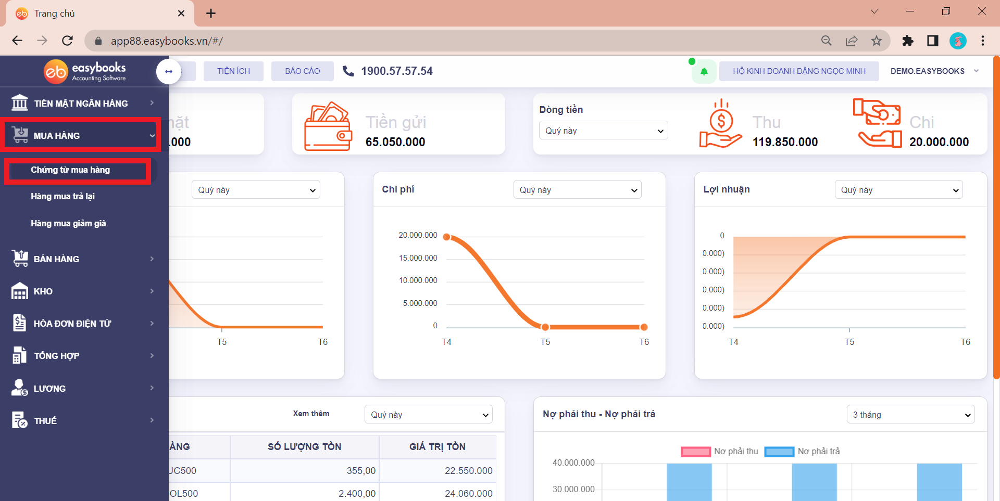 Trang chủ
app88.easybooks.vn/#/
eb easybooks
Accounting Software
TIỆN ÍCH
BÁO CÁO
1900.57.57.54
HỘ KINH DOANH ĐẶNG NGỌC MINH
DEMO.EASYBOOKS
TIỀN MẶT NGÂN HÀNG
MUA HÀNG
Chứng từ mua hàng
Hàng mua trả lại
Hàng mua giảm giá
BÁN HÀNG
KHO
HÓA ĐƠN ĐIỆN TỬ
TỔNG HỢP
LƯƠNG
THUẾ
.000
Tiền gửi
65.050.000
Dòng tiền
Quý này
Thu
119.850.000
Chi
20.000.000
Quý này
T5
T6
Chi phí
Quý này
20.000.000
15.000.000
10.000.000
5.000.000
0
T4
T5
T6
Lợi nhuận
Quý này
0
0.000)
0.000)
0.000)
0.000)
0.000)
T4
T5
T6
Xem thêm
Quý này
ÀNG
SỐ LƯỢNG TỒN
GIÁ TRỊ TỒN
UC500
355,00
22.550.000
OL500
2.400,00
24.060.000
Nợ phải thu - Nợ phải trả
3 tháng
Nợ phải thu
Nợ phải trả
40.000.000
30.000.000